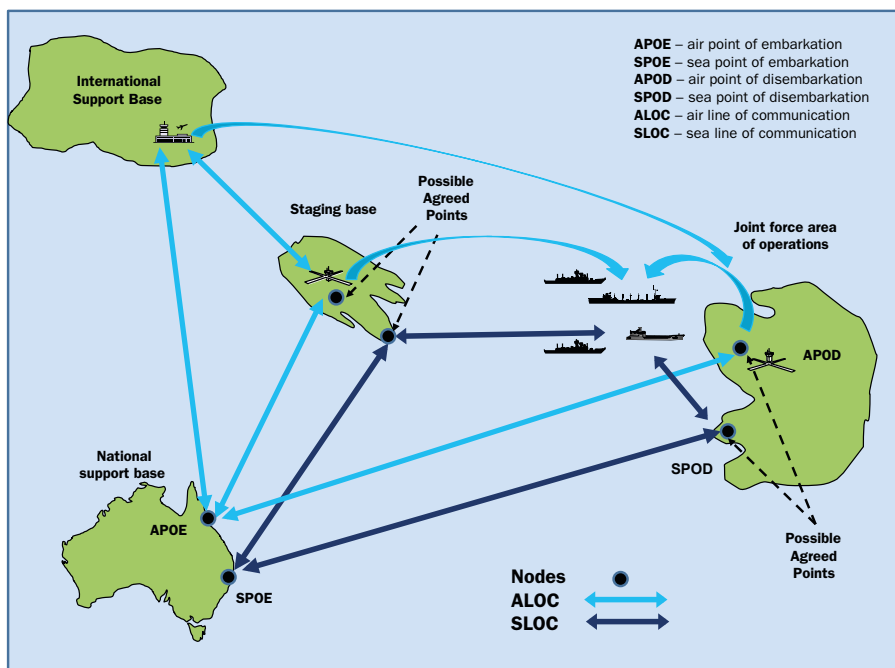 APOE – air point of embarkation
SPOE – sea point of embarkation
APOD – air point of disembarkation
SPOD – sea point of disembarkation
ALOC – air line of communication
SLOC – sea line of communication
International
Support Base
Possible
Agreed
Points
Staging base
Joint force area
of operations
APOD
National
support base
SPOD
APOE
SPOE
Possible
Agreed
Points
Nodes
ALOC
SLOC